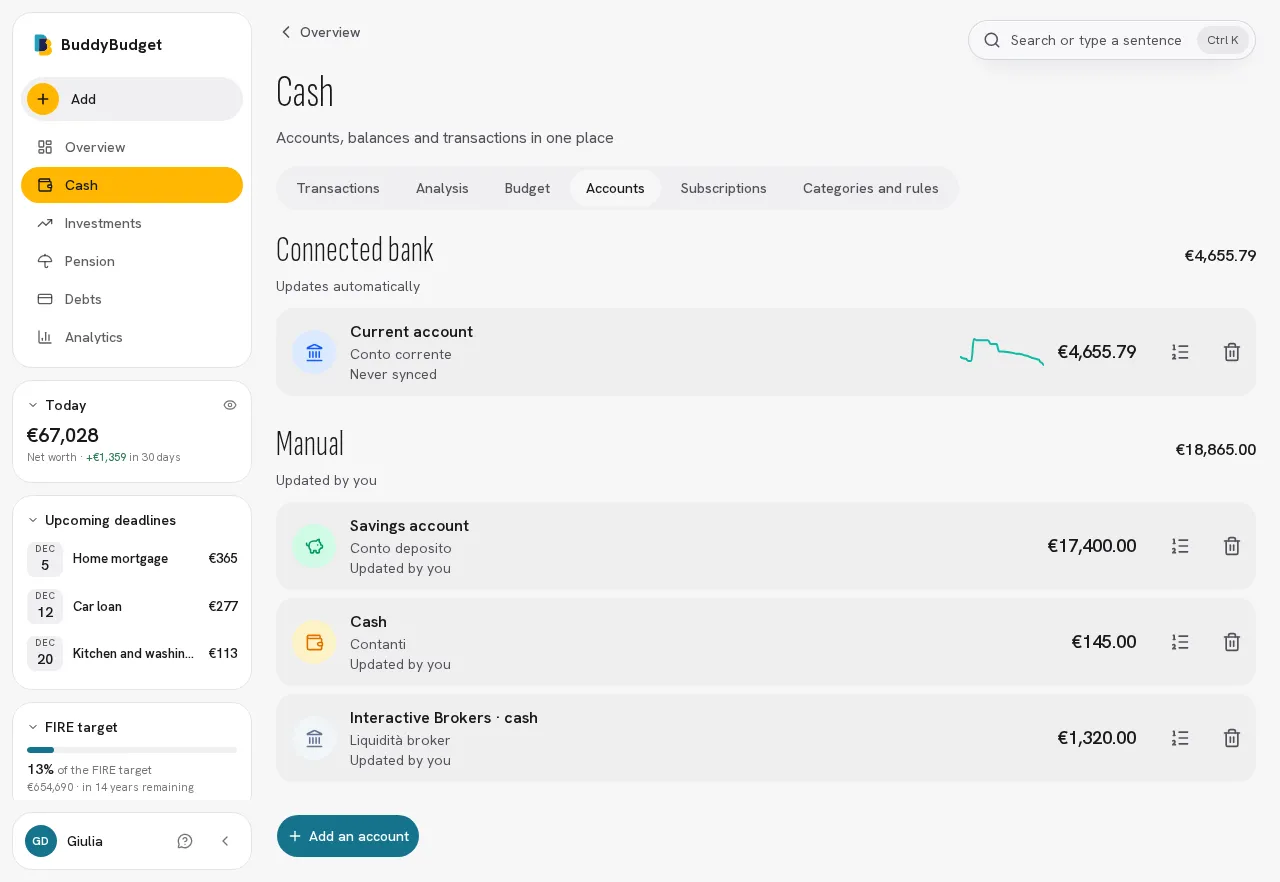 BuddyBudget
Add
Overview
Cash
Investments
Pension
Debts
Analytics
Today
€67,028
Net worth · +€1,359 in 30 days
Upcoming deadlines
DEC
5
Home mortgage
€365
DEC
12
Car loan
€277
DEC
20
Kitchen and washin...
€113
FIRE target
13% of the FIRE target
€654,690 · in 14 years remaining
GD
Giulia
Overview
Search or type a sentence
Ctrl K
Cash
Accounts, balances and transactions in one place
Transactions
Analysis
Budget
Accounts
Subscriptions
Categories and rules
Connected bank
€4,655.79
Updates automatically
Current account
Conto corrente
Never synced
€4,655.79
Manual
€18,865.00
Updated by you
Savings account
Conto deposito
Updated by you
€17,400.00
Cash
Contanti
Updated by you
€145.00
Interactive Brokers · cash
Liquidità broker
Updated by you
€1,320.00
Add an account